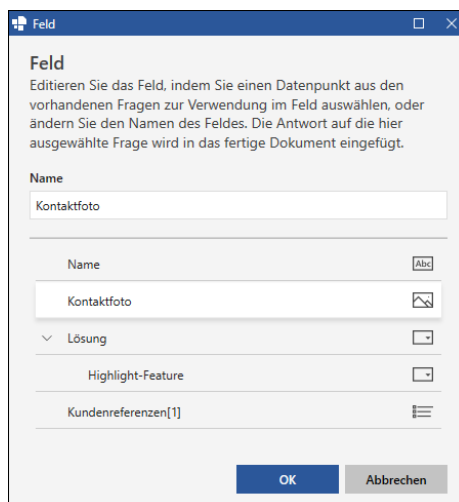 Feld
Feld
Editieren Sie das Feld, indem Sie einen Datenpunkt aus den
vorhandenen Fragen zur Verwendung im Feld auswählen, oder
ändern Sie den Namen des Feldes. Die Antwort auf die hier
ausgewählte Frage wird in das fertige Dokument eingefügt.
Name
Kontaktfoto
Name Abc
Kontaktfoto
Lösung
Highlight-Feature
Kundenreferenzen[1]
OK Abbrechen